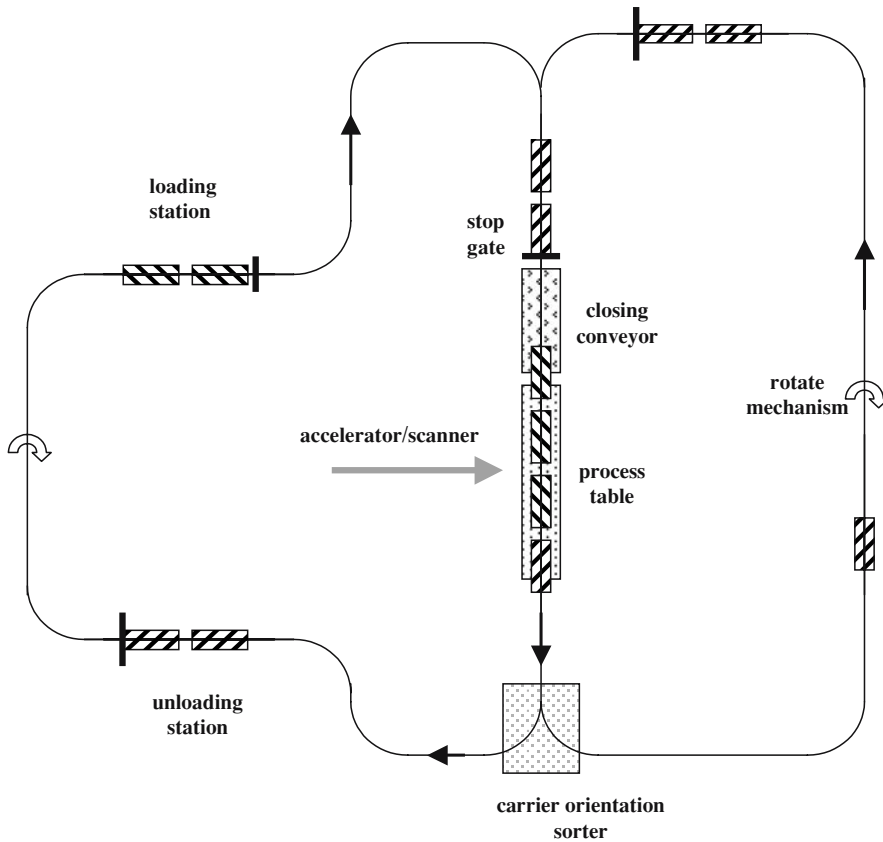 loading
station
stop
gate
closing
conveyor
rotate
mechanism
accelerator/scanner
process
table
unloading
station
carrier orientation
sorter